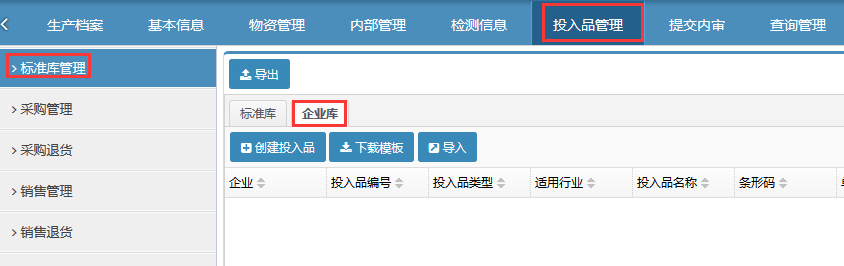 生产档案 基本信息 物资管理 内部管理 检测信息 投入品管理 提交内审 查询管理
标准库管理
采购管理
采购退货
销售管理
销售退货
导出
标准库 企业库
创建投入品 下载模板 导入
企业 投入品编号 投入品类型 适用行业 投入品名称 条形码